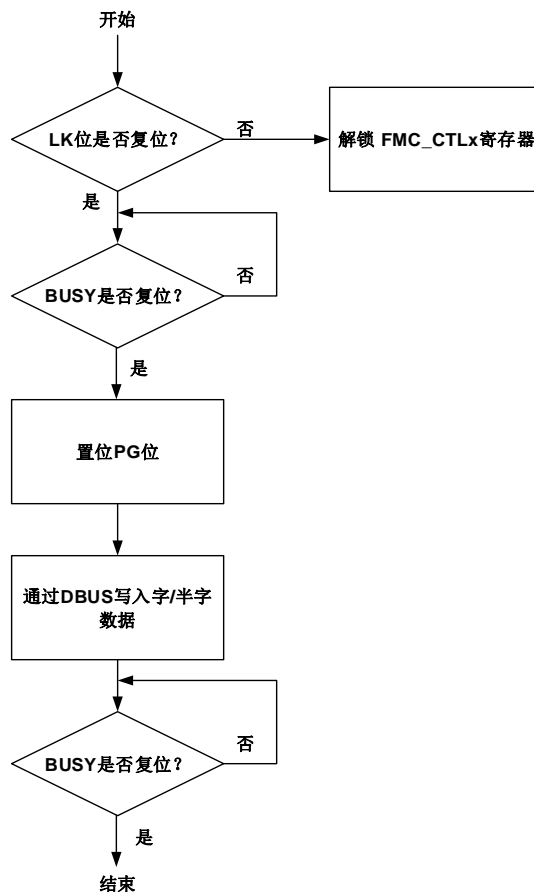 开始
LK位是否复位？
否
解锁 FMC_CTLx寄存器
是
BUSY是否复位？
否
是
置位PG位
通过DBUS写入字/半字
数据
BUSY是否复位？
否
是
结束